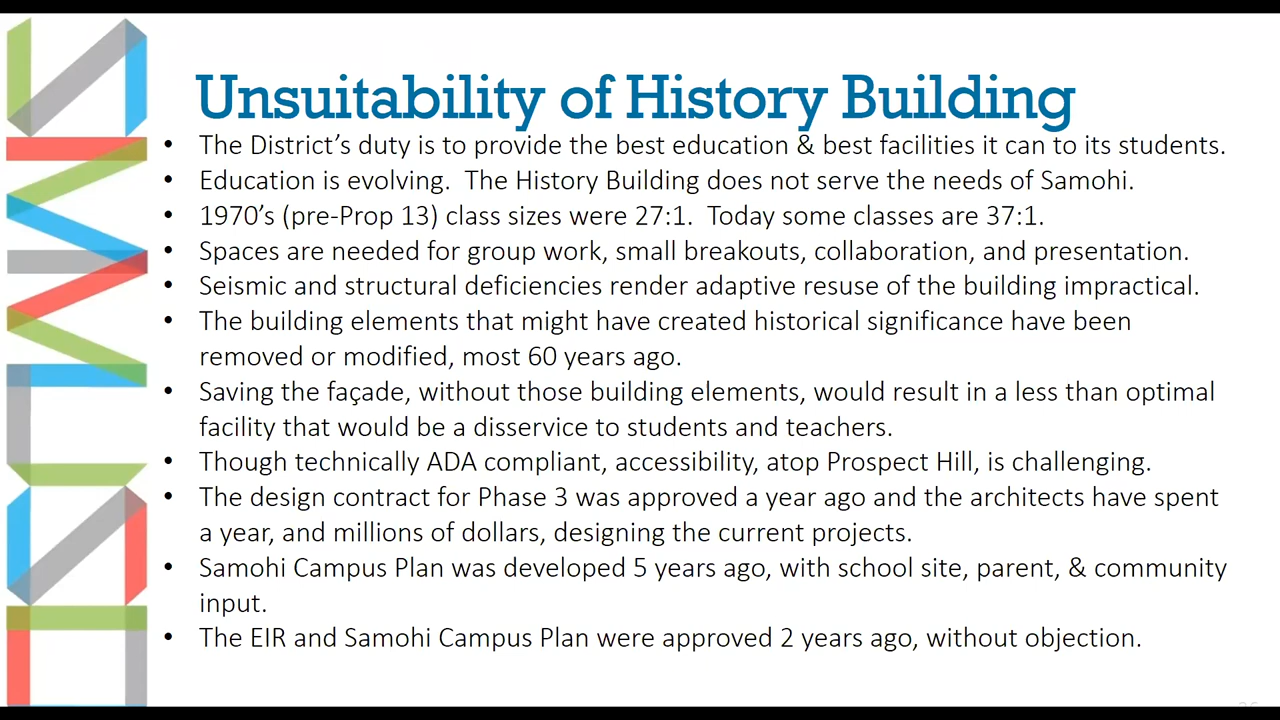 Unsuitability of History Building
• The District’s duty is to provide the best education & best facilities it can to its students.
• Education is evolving.  The History Building does not serve the needs of Samohi.
• 1970’s (pre-Prop 13) class sizes were 27:1.  Today some classes are 37:1.
• Spaces are needed for group work, small breakouts, collaboration, and presentation.
• Seismic and structural deficiencies render adaptive resuse of the building impractical.
• The building elements that might have created historical significance have been
removed or modified, most 60 years ago.
• Saving the façade, without those building elements, would result in a less than optimal
facility that would be a disservice to students and teachers.
• Though technically ADA compliant, accessibility, atop Prospect Hill, is challenging.
• The design contract for Phase 3 was approved a year ago and the architects have spent
a year, and millions of dollars, designing the current projects.
• Samohi Campus Plan was developed 5 years ago, with school site, parent, & community
input.
• The EIR and Samohi Campus Plan were approved 2 years ago, without objection.